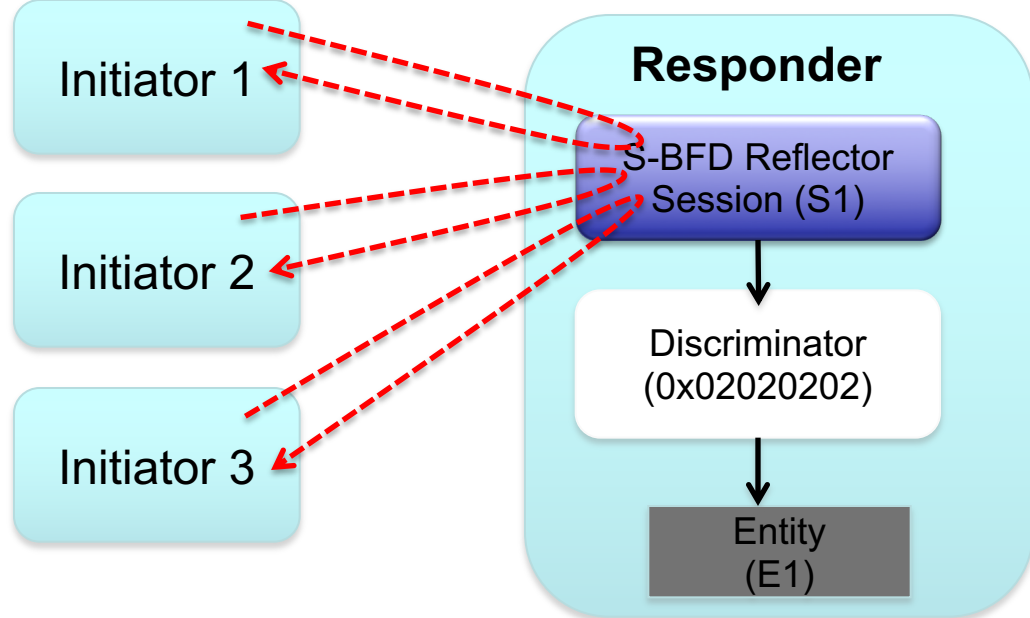 Initiator 1
Initiator 2
Initiator 3
Responder
S-BFD Reflector
Session (S1)
Discriminator
(0x02020202)
Entity
(E1)